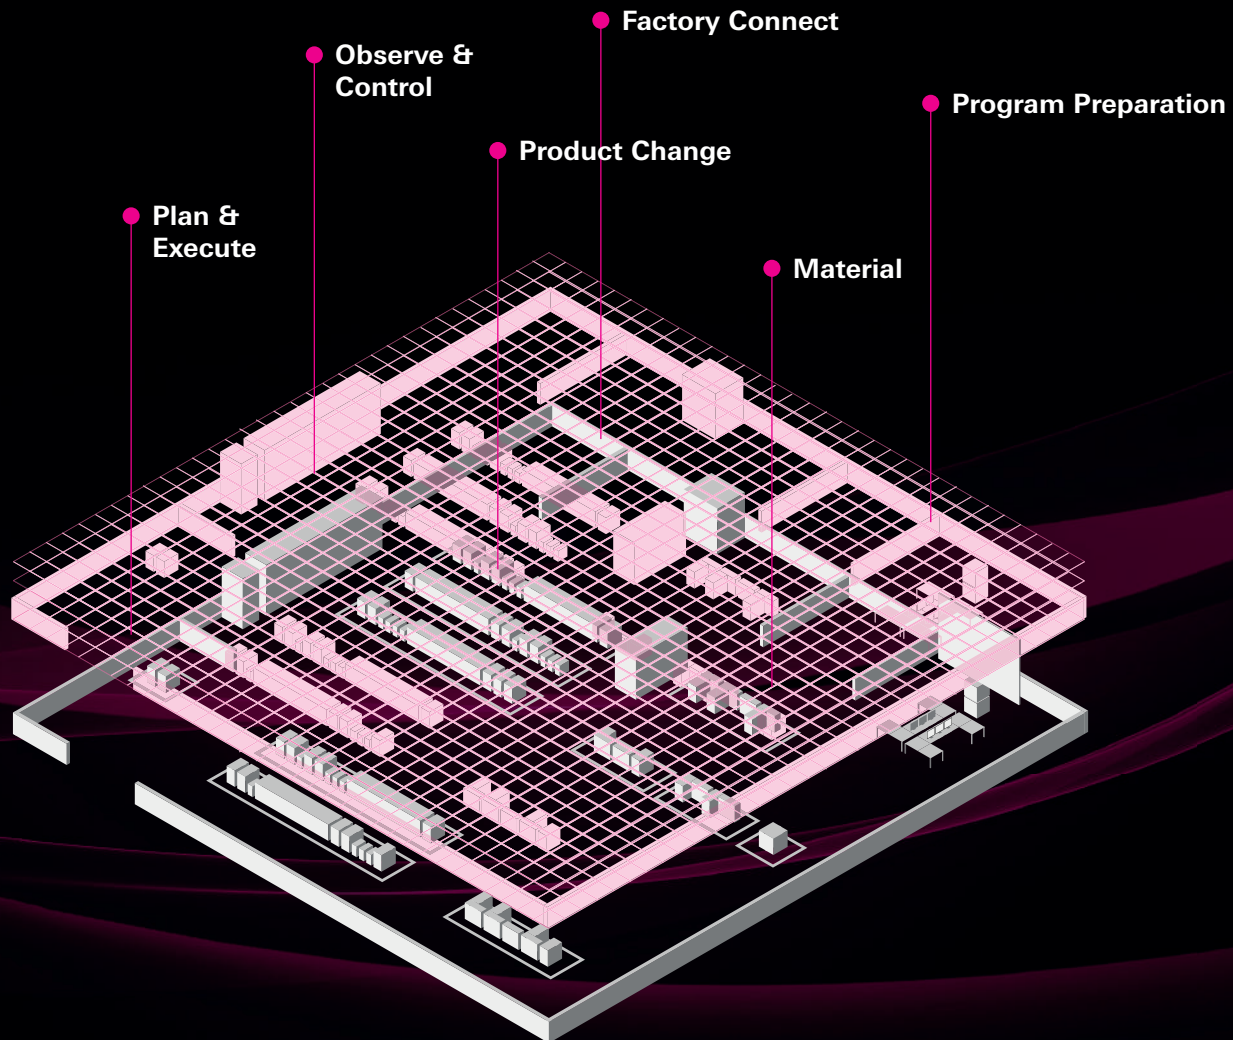 Factory Connect
Observe &
Control
Program Preparation
Product Change
Plan &
Execute
Material